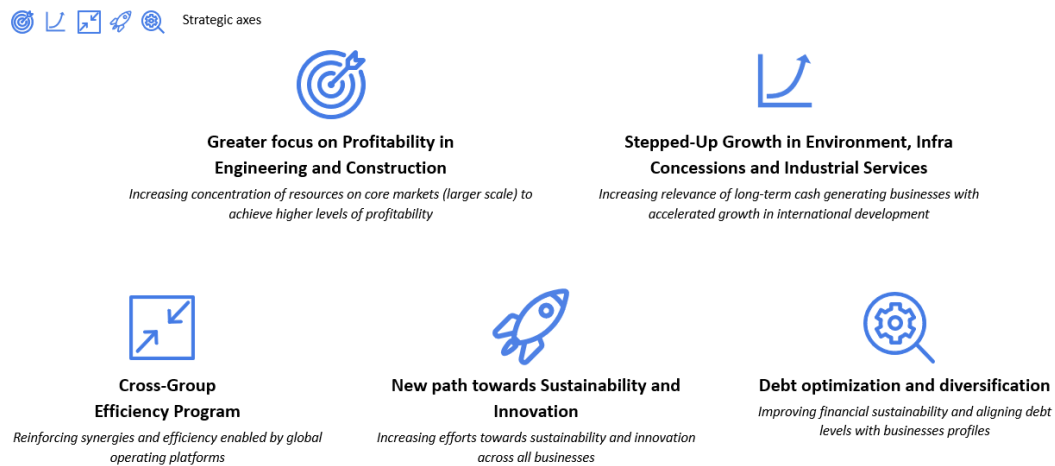 Strategic axes
Greater focus on Profitability in
Engineering and Construction
Increasing concentration of resources on core markets (larger scale) to
achieve higher levels of profitability
Stepped-Up Growth in Environment, Infra
Concessions and Industrial Services
Increasing relevance of long-term cash generating businesses with
accelerated growth in international development
Cross-Group
Efficiency Program
Reinforcing synergies and efficiency enabled by global
operating platforms
New path towards Sustainability and
Innovation
Increasing efforts towards sustainability and innovation
across all businesses
Debt optimization and diversification
Improving financial sustainability and aligning debt
levels with businesses profiles